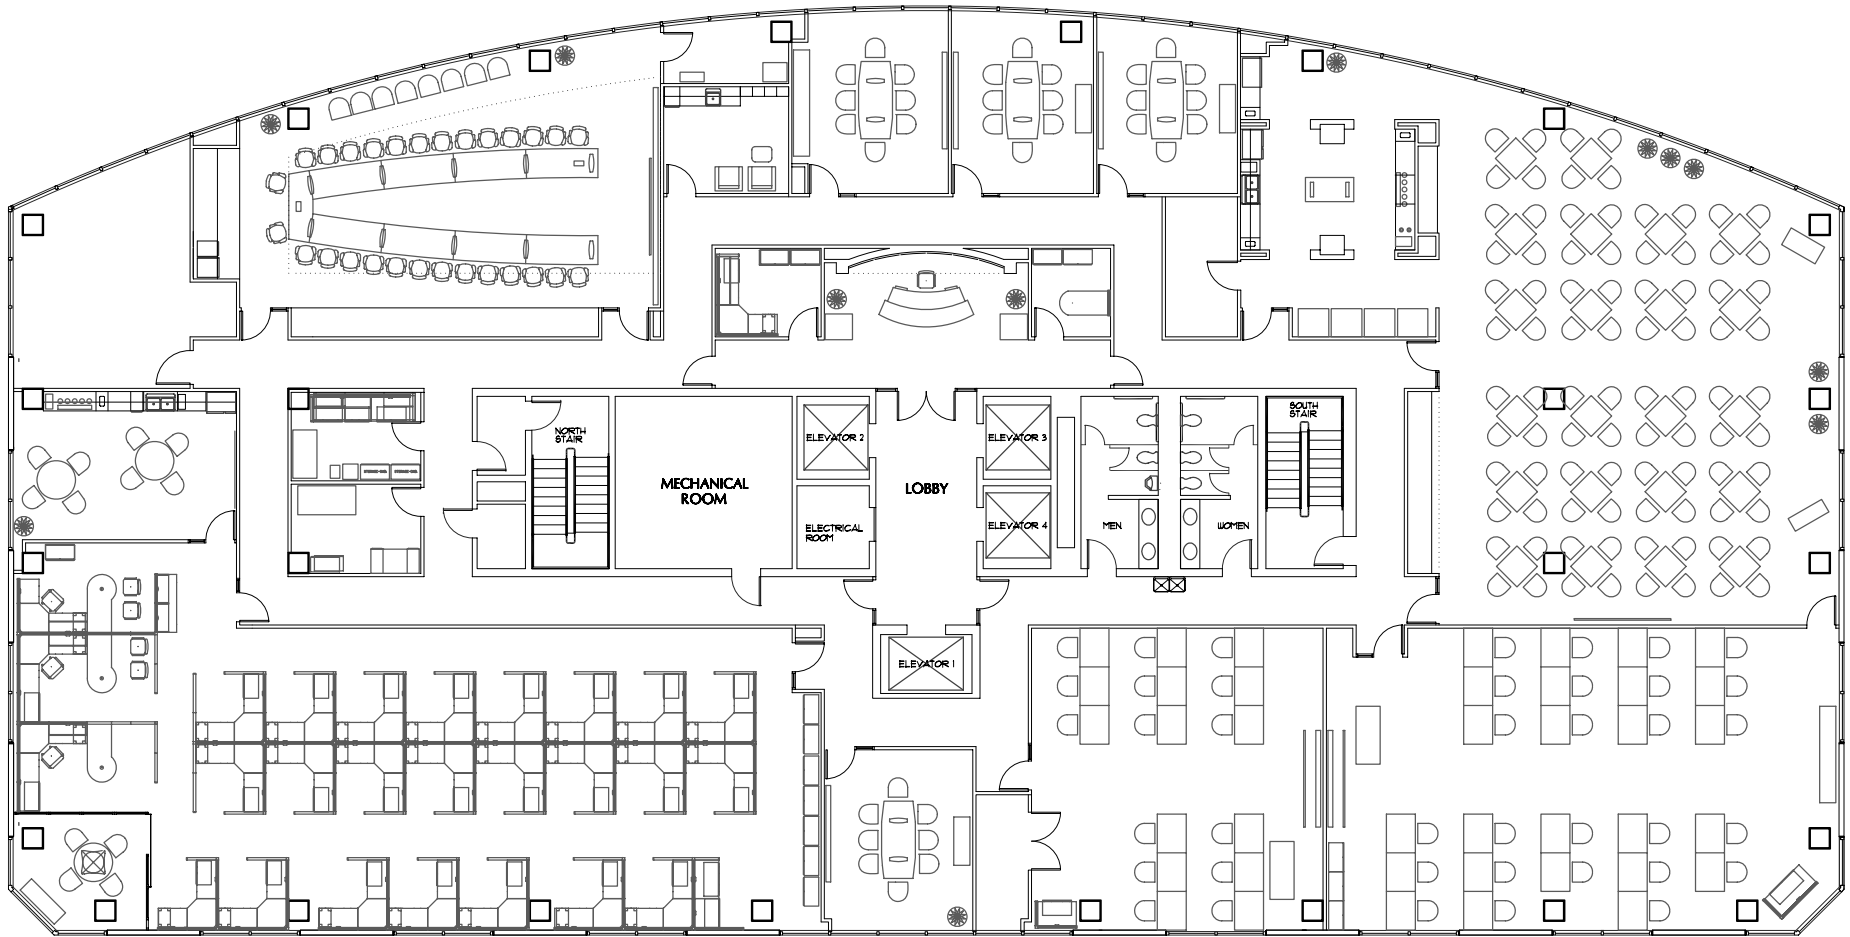 NORTH
STAIR
ELEVATOR 2
ELEVATOR 3
SOUTH
STAIR
MECHANICAL
ROOM
LOBBY
ELECTRICAL
ROOM
ELEVATOR 4
MEN
WOMEN
ELEVATOR 1